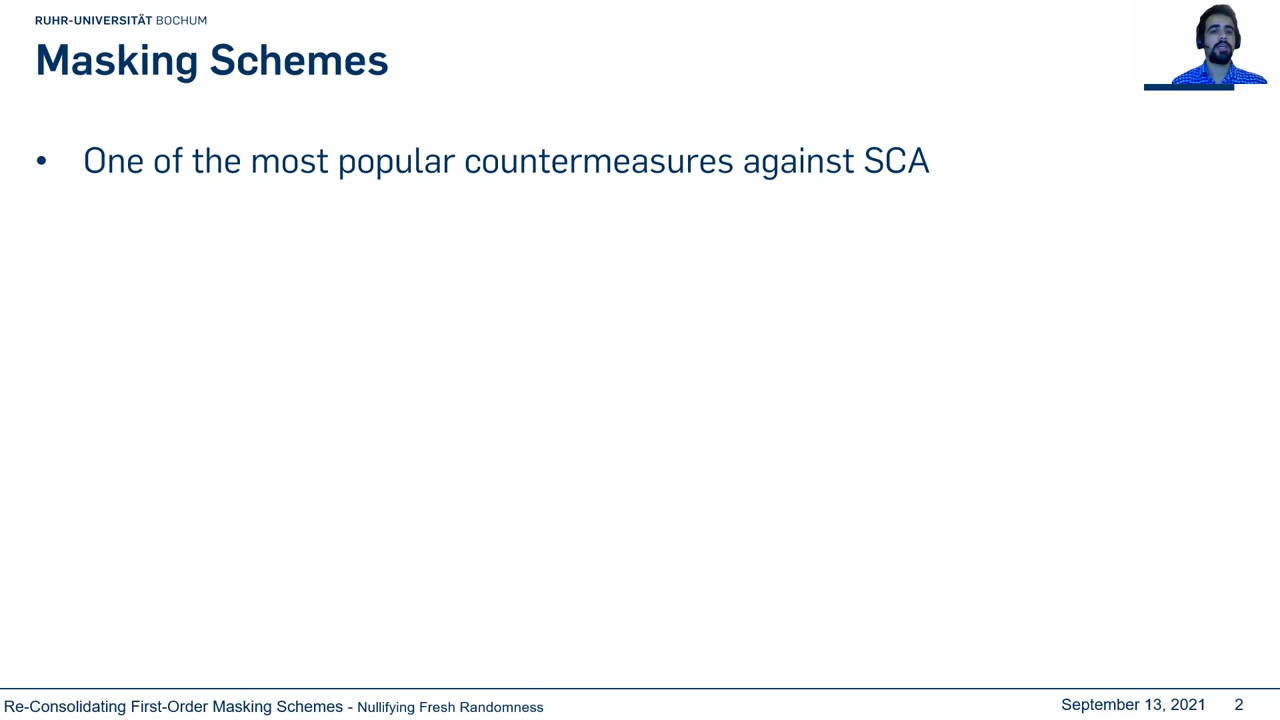 RUHR-UNIVERSITÄT BOCHUM
Masking Schemes
• One of the most popular countermeasures against SCA
Re-Consolidating First-Order Masking Schemes - Nullifying Fresh Randomness
September 13, 2021 2